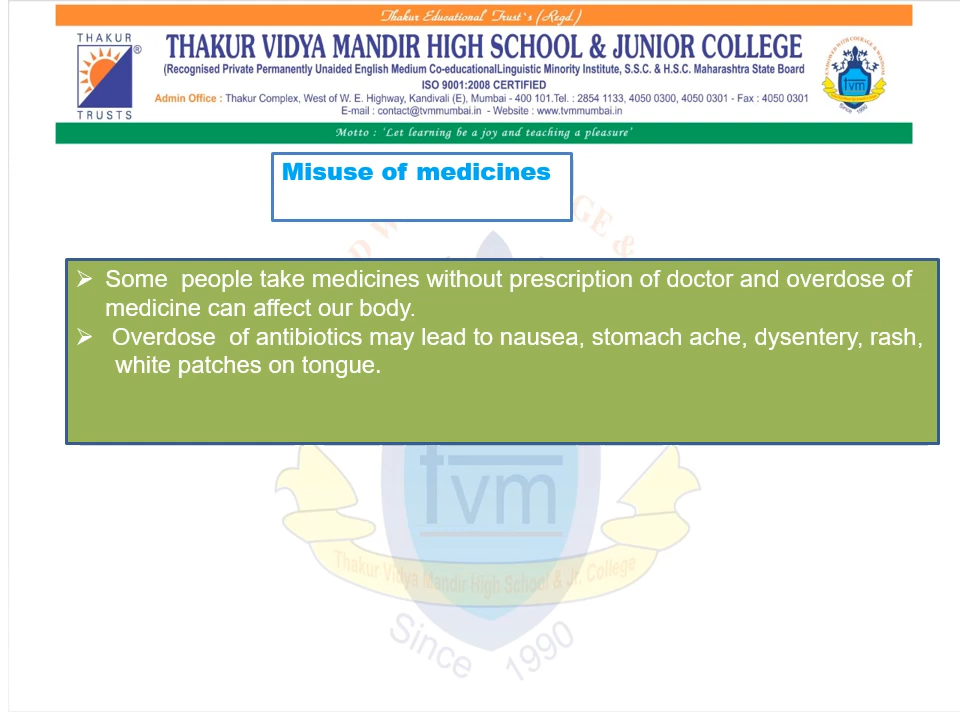 Thakur Educational Trust`s (Regd.)
THAKUR
®
TRUSTS
THAKUR VIDYA MANDIR HIGH SCHOOL & JUNIOR COLLEGE
(Recognised Private Permanently Unaided English Medium Co-educationalLinguistic Minority Institute, S.S.C. & H.S.C. Maharashtra State Board
ISO 9001:2008 CERTIFIED
Admin Office : Thakur Complex, West of W. E. Highway, Kandivali (E), Mumbai - 400 101.Tel. : 2854 1133, 4050 0300, 4050 0301 - Fax : 4050 0301
E-mail : contact@tvmmumbai.in - Website : www.tvmmumbai.in
tvm
Since 1990
Motto : 'Let learning be a joy and teaching a pleasure'
Misuse of medicines
➢ Some people take medicines without prescription of doctor and overdose of
medicine can affect our body.
➢ Overdose of antibiotics may lead to nausea, stomach ache, dysentery, rash,
white patches on tongue.
tvm
Thakur Vidya Mandir High School & Jr. College
Since 1990